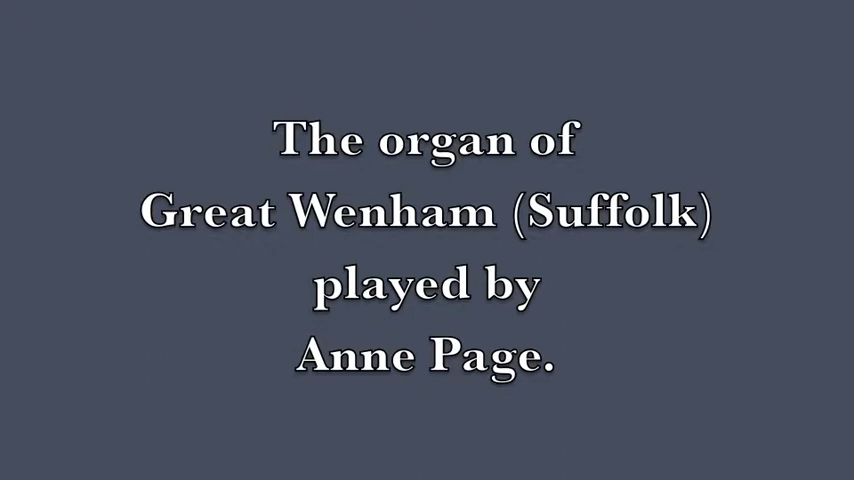 The organ of
Great Wenham (Suffolk)
played by
Anne Page.